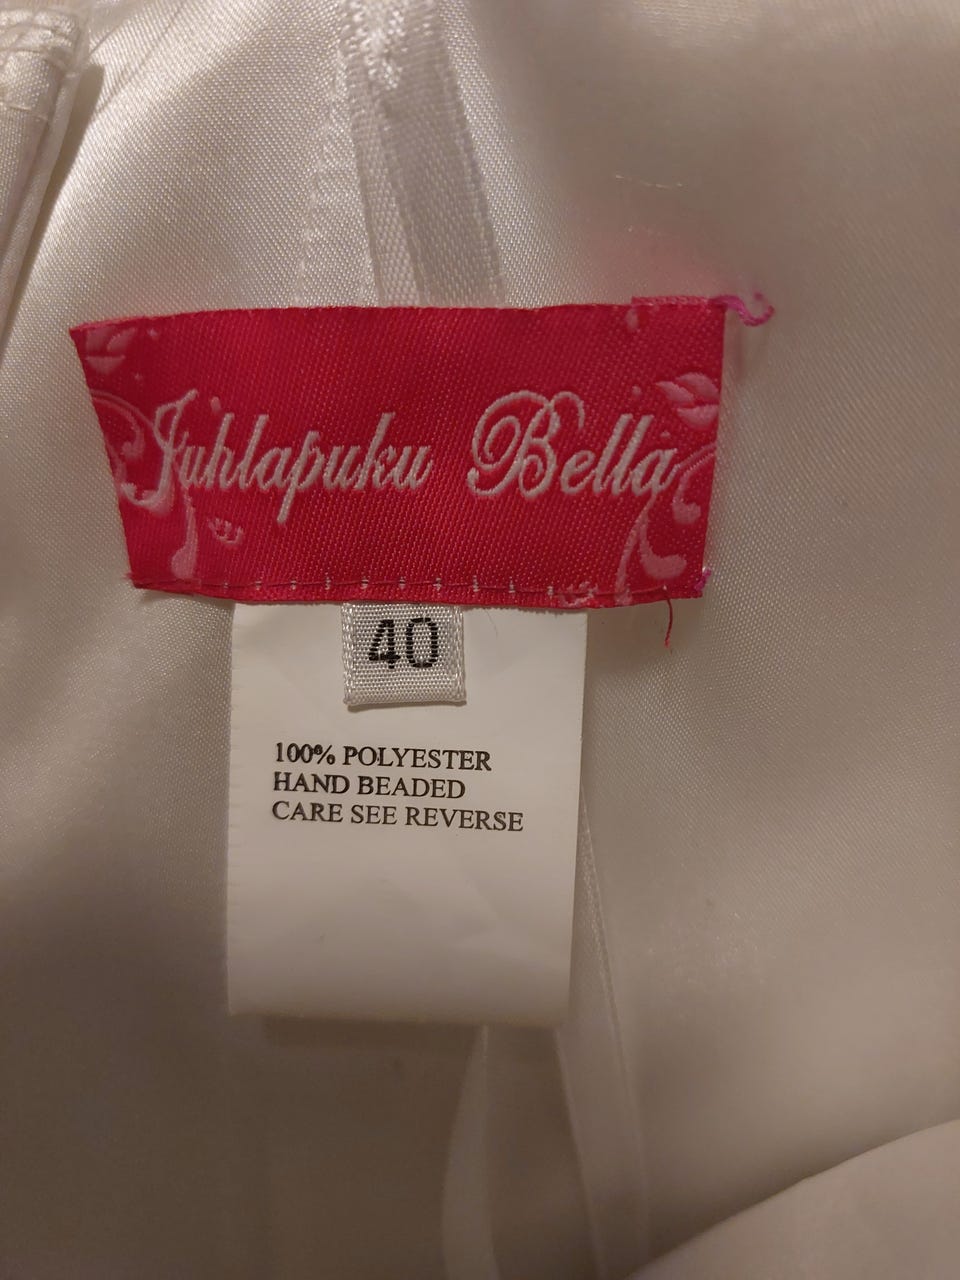 Juhlapuku Bella
40
100% POLYESTER
HAND BEADED
CARE SEE REVERSE